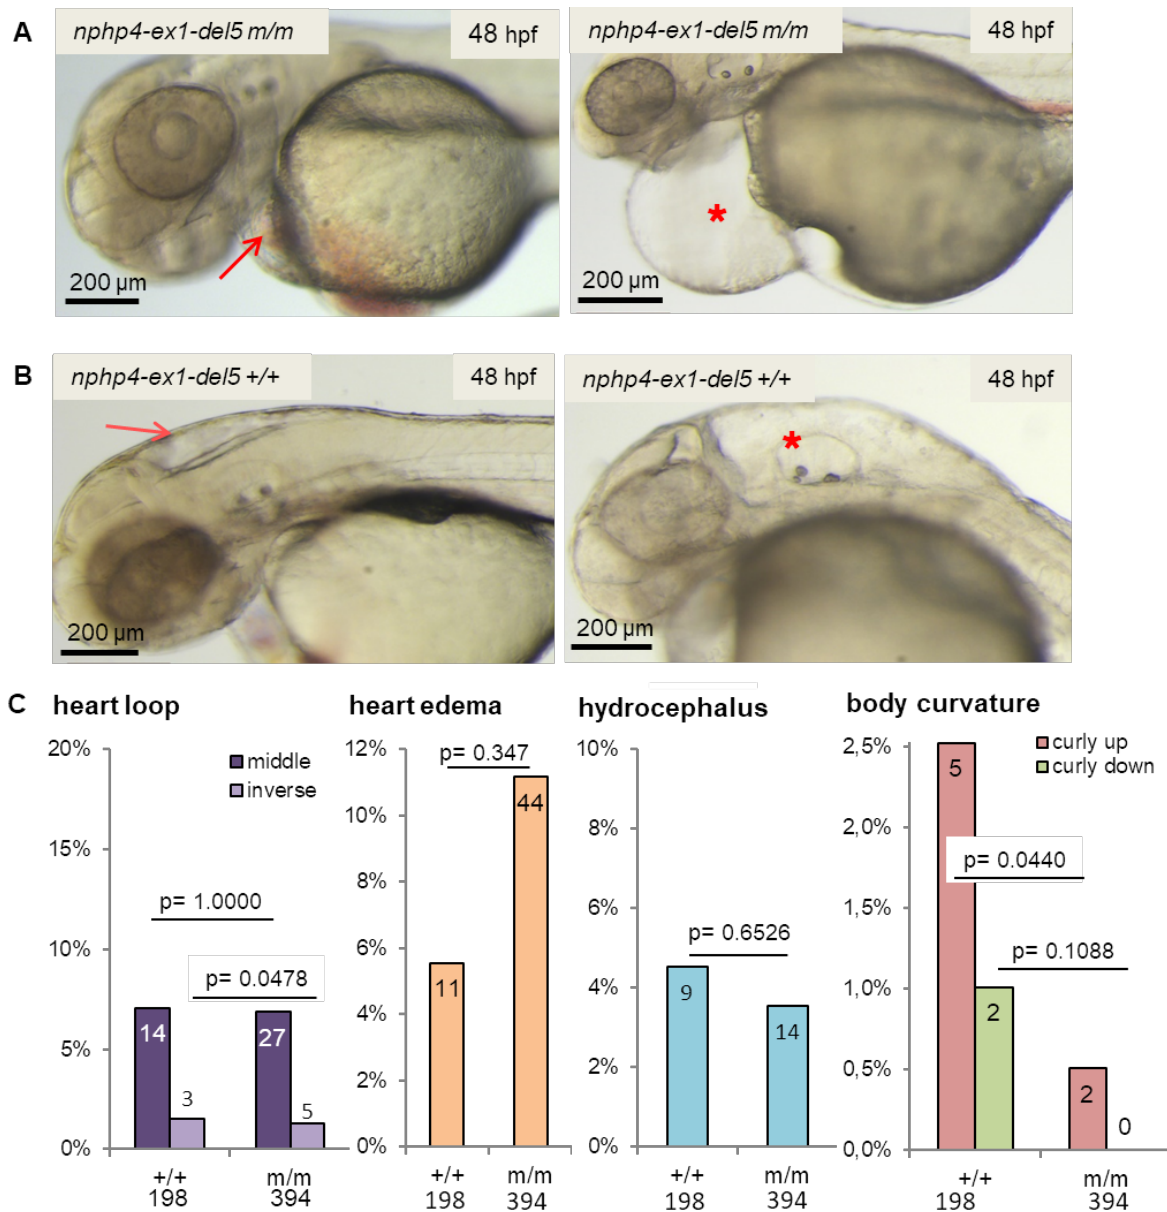 A
nphp4-ex1-del5 m/m
48 hpf
nphp4-ex1-del5 m/m
48 hpf
*
200 µm
200 µm
B
nphp4-ex1-del5 +/+
48 hpf
nphp4-ex1-del5 +/+
48 hpf
*
200 µm
200 µm
C
heart loop
20%
15%
10%
5%
0%
middle
inverse
p= 1.0000
p= 0.0478
14
3
27
5
+/+
198
m/m
394
heart edema
12%
10%
8%
6%
4%
2%
0%
p= 0.347
11
44
+/+
198
m/m
394
hydrocephalus
10%
8%
6%
4%
2%
0%
p= 0.6526
9
14
+/+
198
m/m
394
body curvature
2,5%
2,0%
1,5%
1,0%
0,5%
0,0%
curly up
curly down
p= 0.0440
p= 0.1088
5
2
2
0
+/+
198
m/m
394